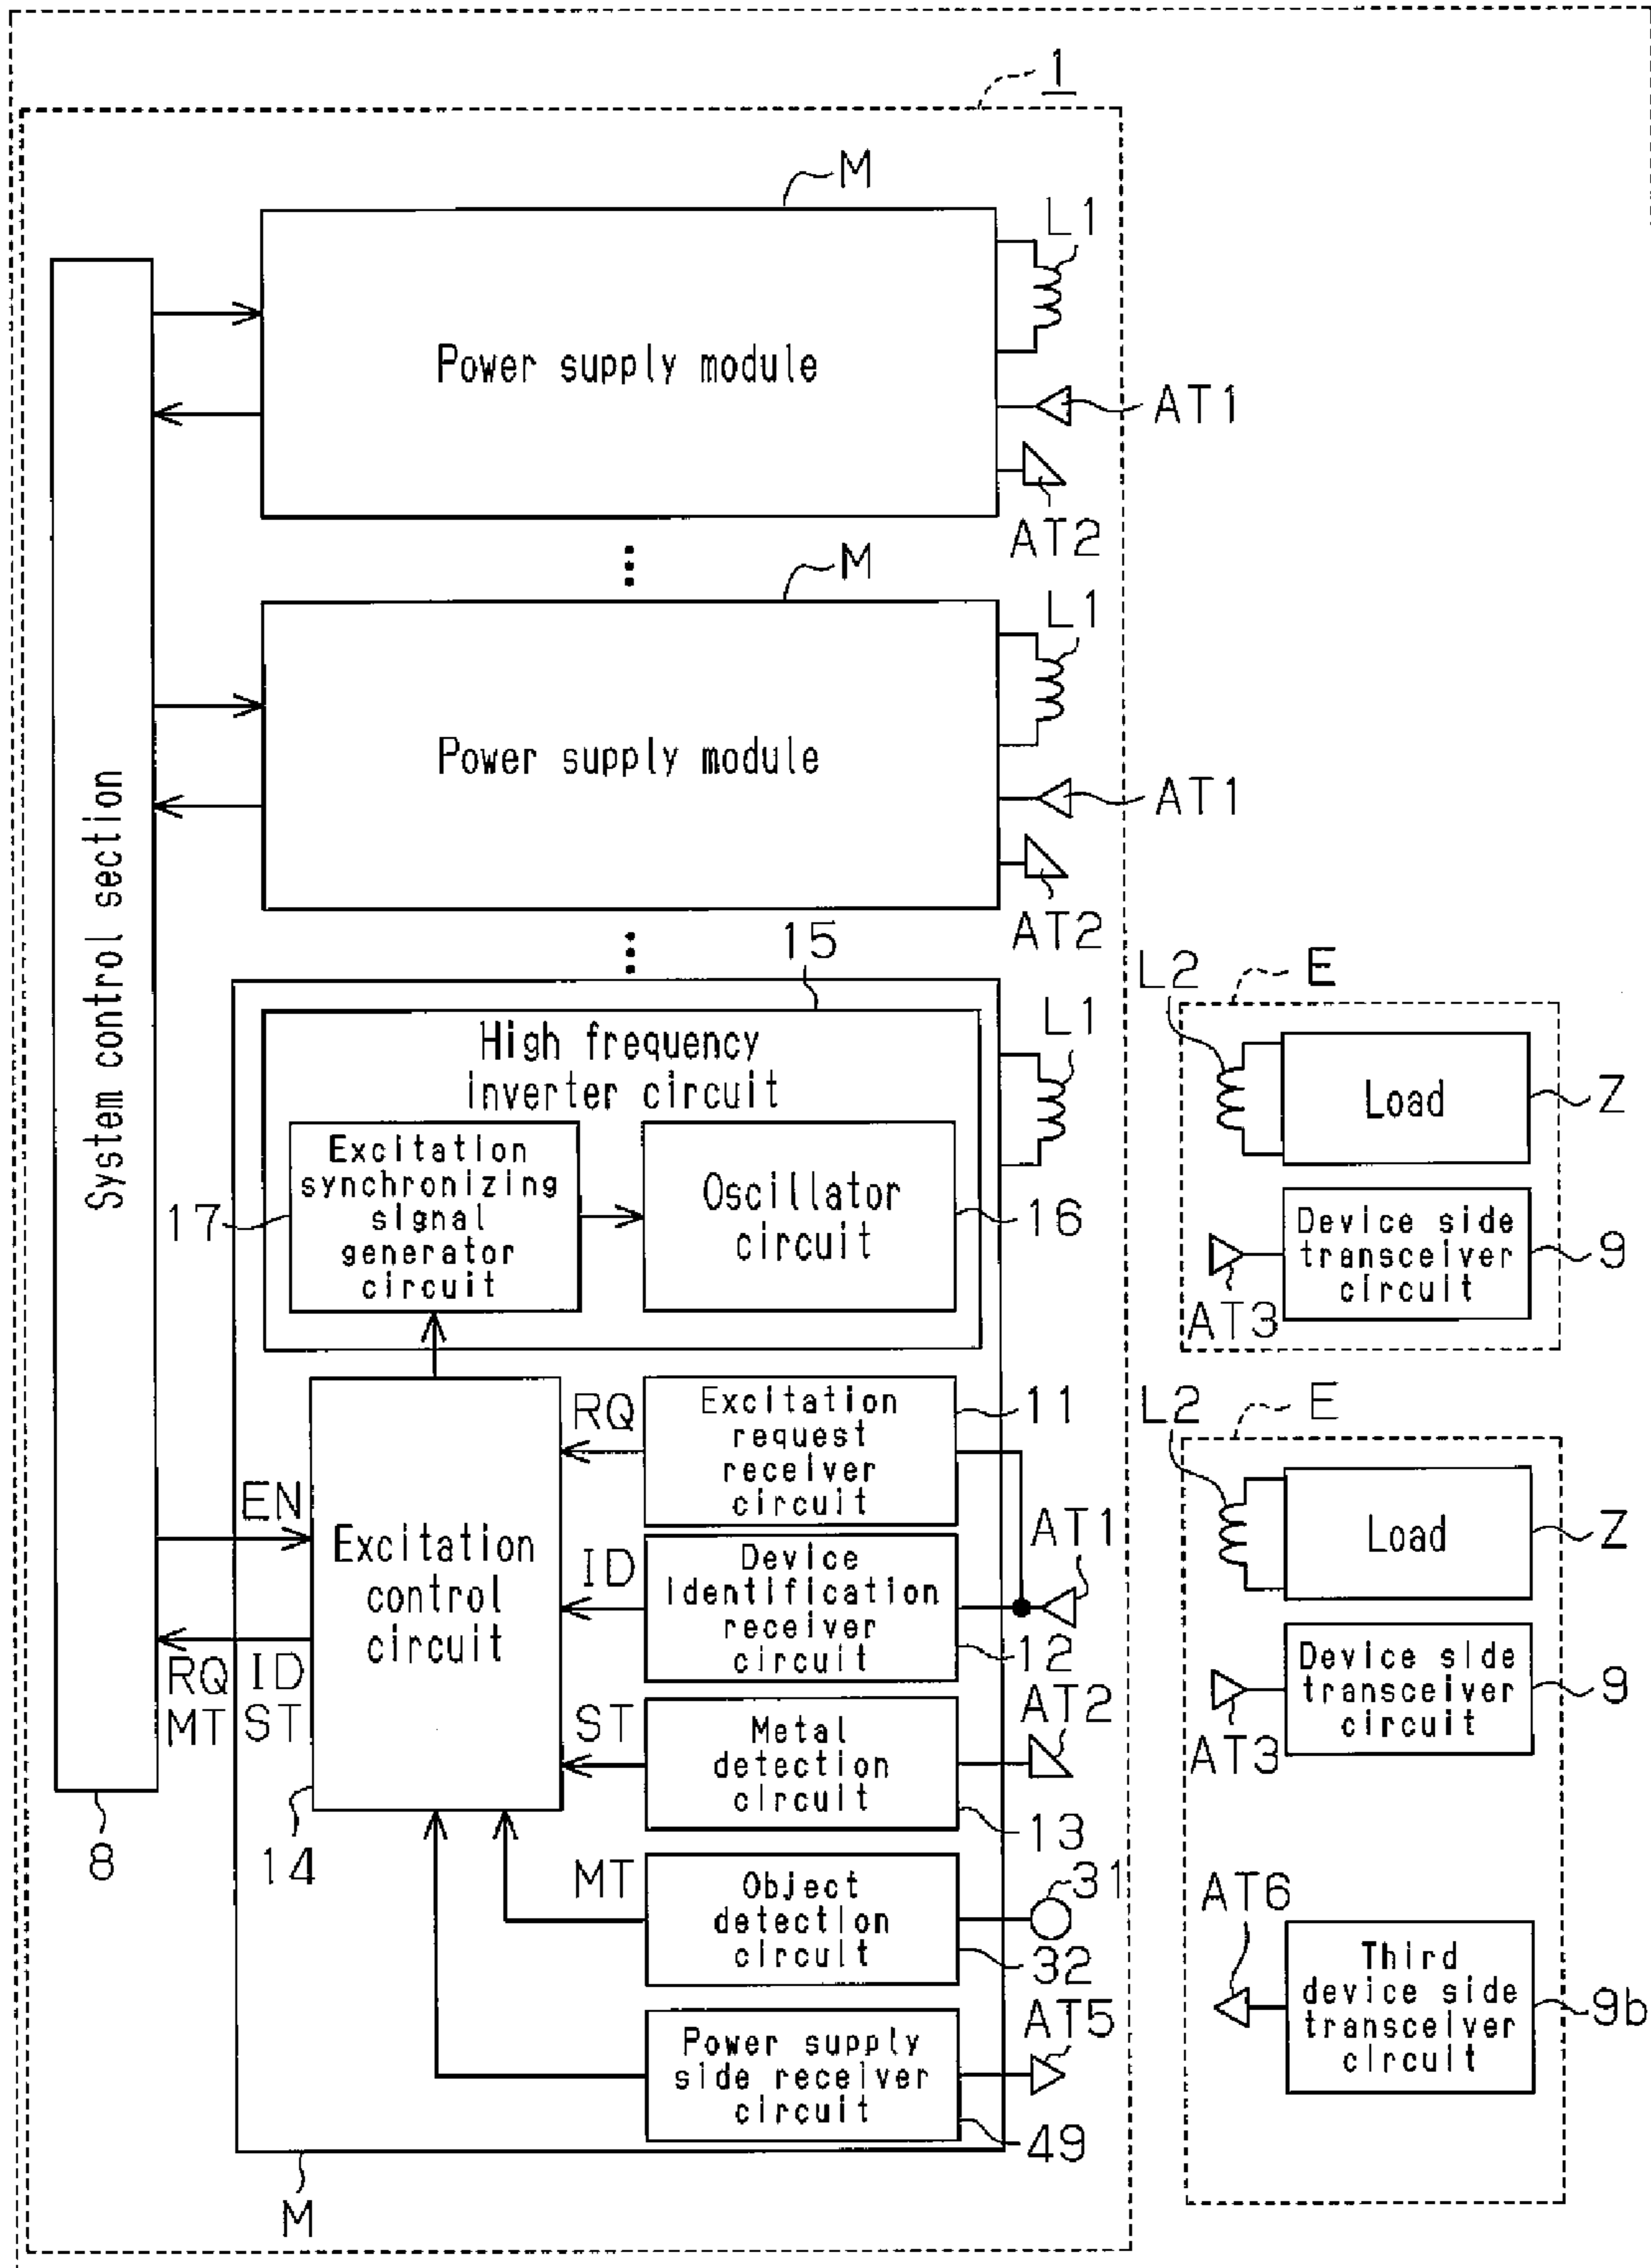 1
M
L1
Power supply module
AT1
AT2
M
L1
Power supply module
AT1
AT2
System control section
15
High frequency
inverter circuit
L1
17
Excitation
synchronizing
signal
generator
circuit
Oscillator
circuit
16
RQ
Excitation
request
receiver
circuit
11
EN
Excitation
control
circuit
ID
Device
identification
receiver
circuit
12
AT1
RQ ID
MT ST
ST
Metal
detection
circuit
13
AT2
8
14
MT
Object
detection
circuit
31
32
Power supply
side receiver
circuit
AT5
49
M
L2
E
Load
Z
Device side
transceiver
circuit
9
AT3
L2
E
Load
Z
Device side
transceiver
circuit
9
AT3
AT6
Third
device side
transceiver
circuit
9b